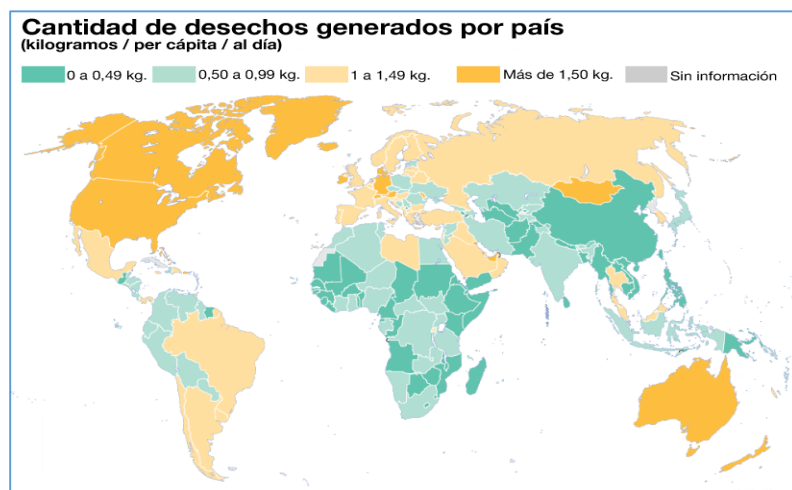 Cantidad de desechos generados por país
(kilogramos / per cápita / al día)
0 a 0,49 kg.
0,50 a 0,99 kg.
1 a 1,49 kg.
Más de 1,50 kg.
Sin información